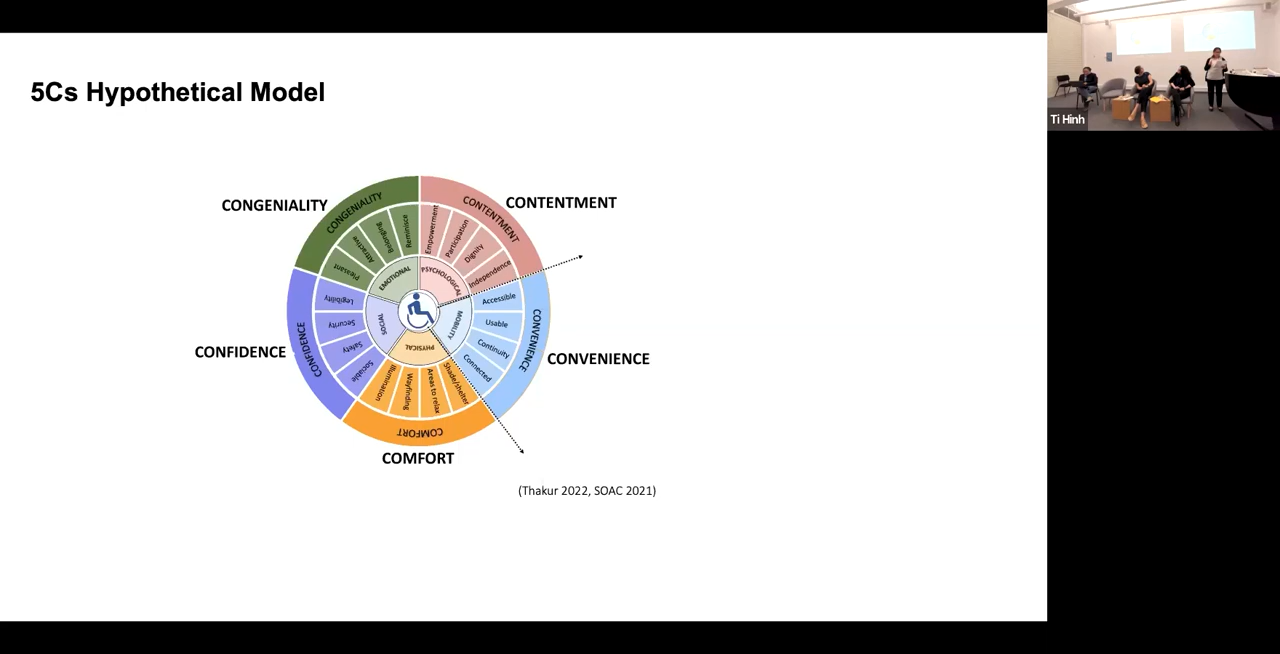 5Cs Hypothetical Model
Ti Hinh
CONGENIALITY
CONTENTMENT
CONVENIENCE
COMFORT
CONFIDENCE
CONGENIALITY
CONTENTMENT
CONVENIENCE
COMFORT
CONFIDENCE
EMOTIONAL
PSYCHOLOGICAL
MOBILITY
PHYSICAL
SOCIAL
Pleasant
Attractive
Belonging
Reminisce
Empowerment
Participation
Dignity
Independence
Accessible
Usable
Continuity
Connected
Shade/shelter
Areas to relax
Wayfinding
Illumination
Sociable
Safety
Security
Legibility
(Thakur 2022, SOAC 2021)